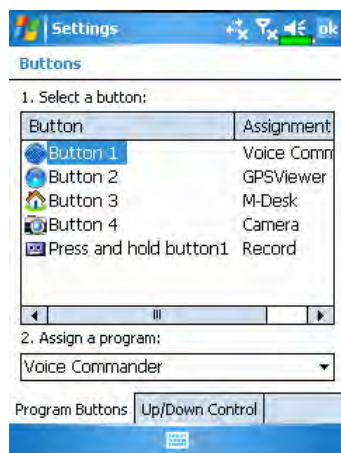 Settings
ok
Buttons
1. Select a button:
Button Assignment
Button 1 Voice Comm
Button 2 GPSViewer
Button 3 M-Desk
Button 4 Camera
Press and hold button1 Record
2. Assign a program:
Voice Commander
Program Buttons Up/Down Control